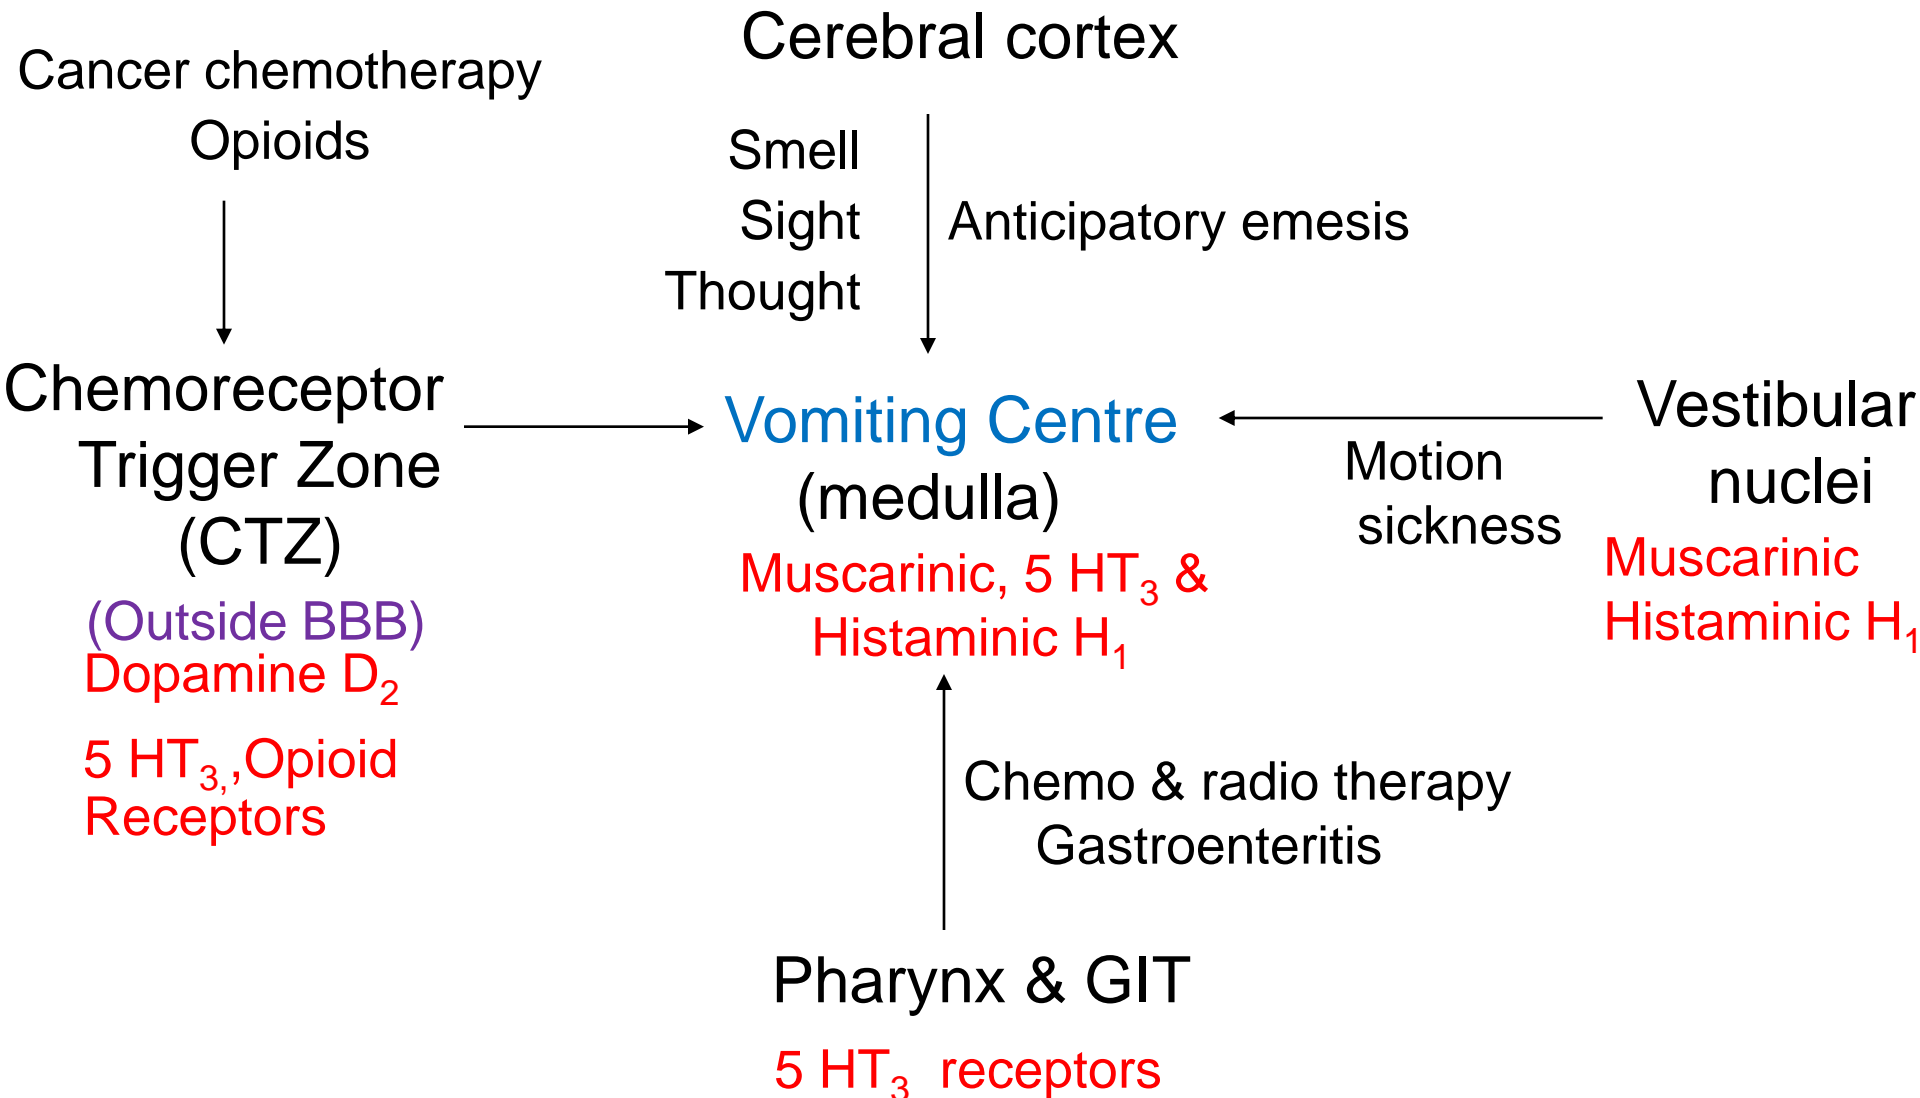 Cancer chemotherapy
Opioids
Cerebral cortex
Smell
Sight
Thought
Anticipatory emesis
Chemoreceptor
Trigger Zone
(CTZ)
(Outside BBB)
Dopamine D₂
5 HT₃,,Opioid
Receptors
Vomiting Centre
(medulla)
Muscarinic, 5 HT₃ &
Histaminic H₁
Motion
sickness
Vestibular
nuclei
Muscarinic
Histaminic H₁
Chemo & radio therapy
Gastroenteritis
Pharynx & GIT
5 HT₃ receptors